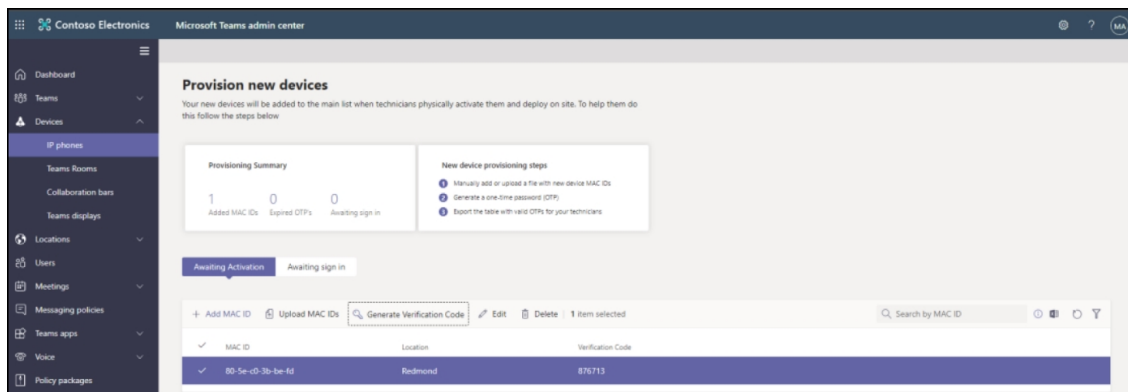 Contoso Electronics
Microsoft Teams admin center
?
MA
Dashboard
Teams
Devices
IP phones
Teams Rooms
Collaboration bars
Teams displays
Locations
Users
Meetings
Messaging policies
Teams apps
Voice
Policy packages
Provision new devices
Your new devices will be added to the main list when technicians physically activate them and deploy on site. To help them do
this follow the steps below
Provisioning Summary
1
0
0
Added MAC IDs
Expired OTP's
Awaiting sign in
New device provisioning steps
1 Manually add or upload a file with new device MAC IDs
2 Generate a one-time password (OTP)
3 Export the table with valid OTPs for your technicians
Awaiting Activation
Awaiting sign in
+ Add MAC ID
Upload MAC IDs
Generate Verification Code
Edit
Delete
1 item selected
Search by MAC ID
MAC ID
Location
Verification Code
80-5e-c0-3b-be-fd
Redmond
876713